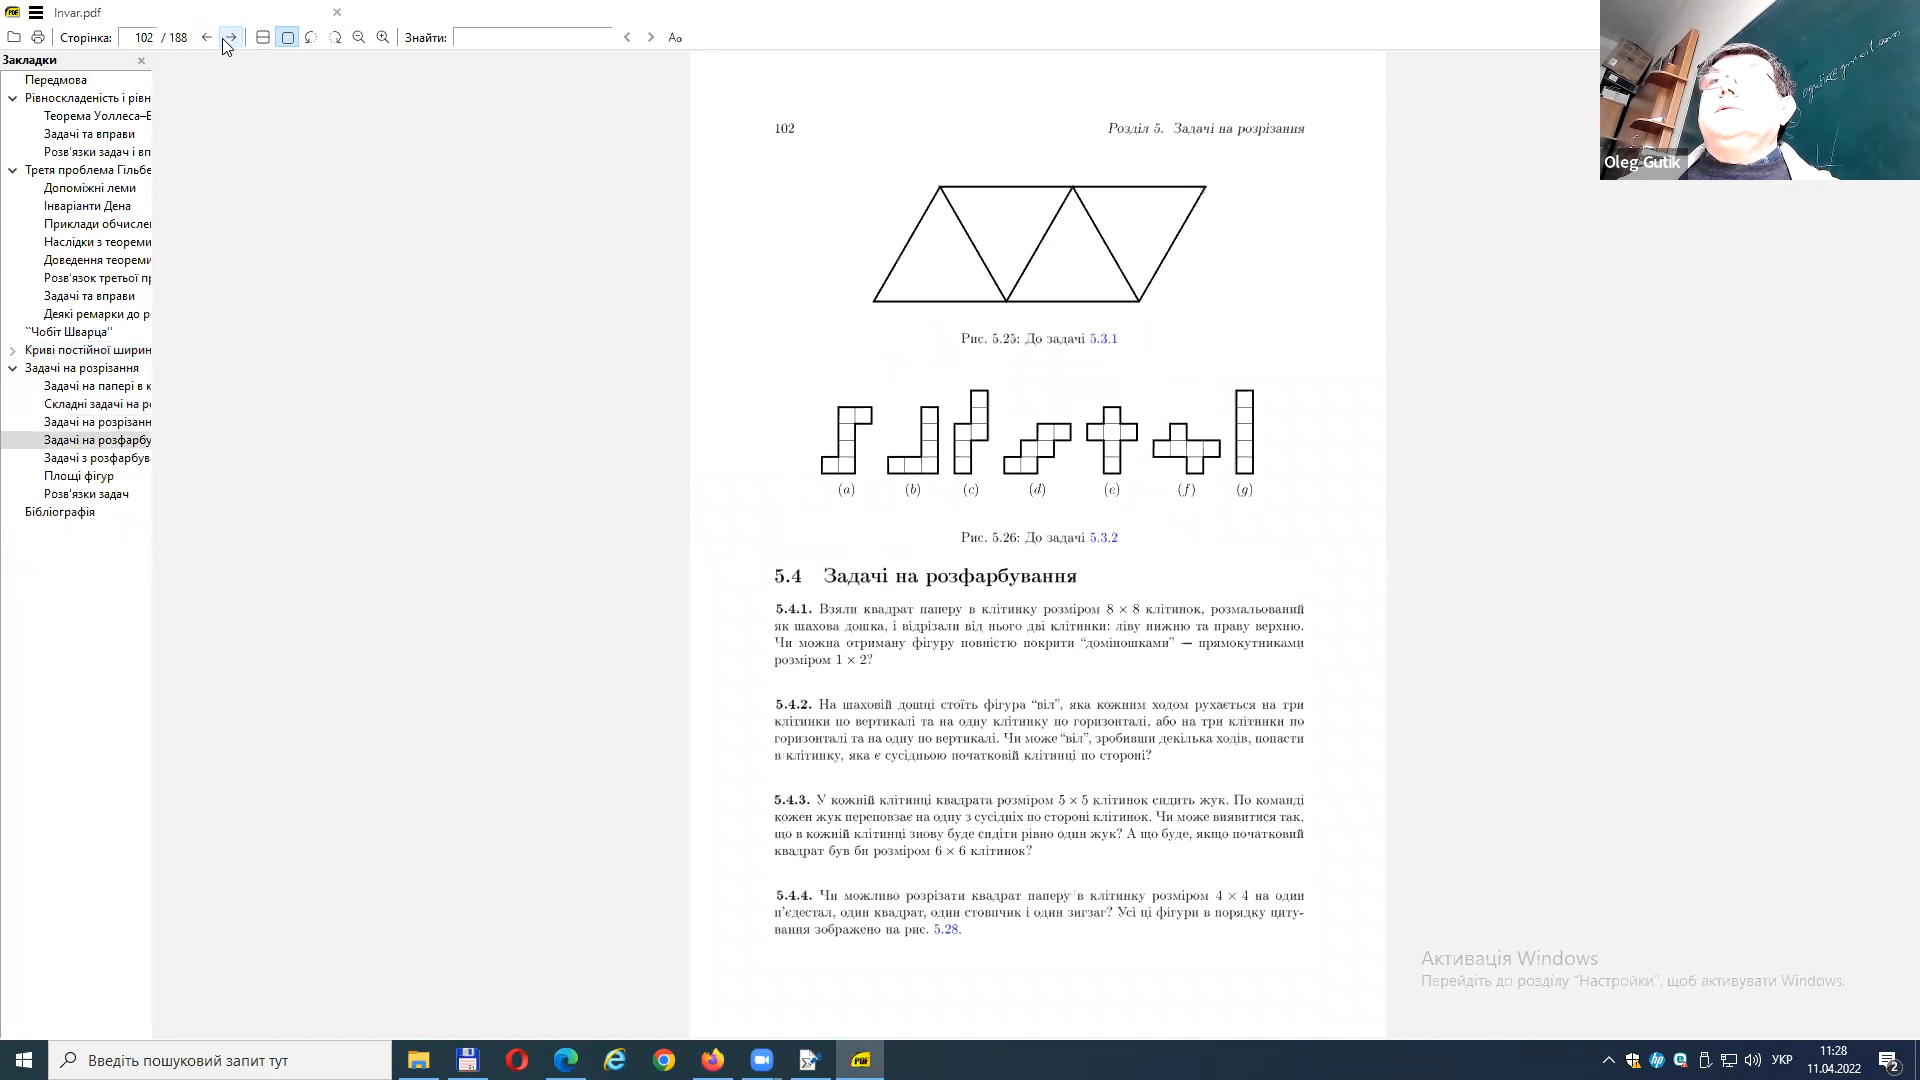 Invar.pdf
Сторінка: 102 / 188
Знайти:
Закладки
Передмова
Рівноскладеність і рівн
Теорема Уоллеса–Б
Задачі та вправи
Розв'язки задач і вп
Третя проблема Гільбе
Допоміжні леми
Інваріанти Дена
Приклади обчисле
Наслідки з теореми
Доведення теореми
Розв'язок третьої п
Задачі та вправи
Деякі ремарки до р
``Чобіт Шварца''
Криві постійної ширин
Задачі на розрізання
Задачі на папері в к
Складні задачі на р
Задачі на розрізанн
Задачі на розфарбу
Задачі з розфарбув
Площі фігур
Розв'язки задач
Бібліографія
102 Розділ 5. Задачі на розрізання
Рис. 5.25: До задачі 5.3.1
(a) (b) (c) (d) (e) (f) (g)
Рис. 5.26: До задачі 5.3.2
5.4 Задачі на розфарбування
5.4.1. Взяли квадрат паперу в клітинку розміром 8 × 8 клітинок, розмальований
як шахова дошка, і відрізали від нього дві клітинки: ліву нижню та праву верхню.
Чи можна отриману фігуру повністю покрити “доміношками” — прямокутниками
розміром 1 × 2?
5.4.2. На шаховій дошці стоїть фігура “віл”, яка кожним ходом рухається на три
клітинки по вертикалі та на одну клітинку по горизонталі, або на три клітинки по
горизонталі та на одну по вертикалі. Чи може “віл”, зробивши декілька ходів, попасти
в клітинку, яка є сусідньою початковій клітинці по стороні?
5.4.3. У кожній клітинці квадрата розміром 5 × 5 клітинок сидить жук. По команді
кожен жук переповзає на одну з сусідніх по стороні клітинок. Чи може виявитися так,
що в кожній клітинці знову буде сидіти рівно один жук? А що буде, якщо початковий
квадрат був би розміром 6 × 6 клітинок?
5.4.4. Чи можливо розрізати квадрат паперу в клітинку розміром 4 × 4 на один
п’єдестал, один квадрат, один стовпчик і один зигзаг? Усі ці фігури в порядку циту-
вання зображено на рис. 5.28.
Oleg Gutik
Активація Windows
Перейдіть до розділу "Настройки", щоб активувати Windows.
Введіть пошуковий запит тут
УКР
11:28
11.04.2022
2